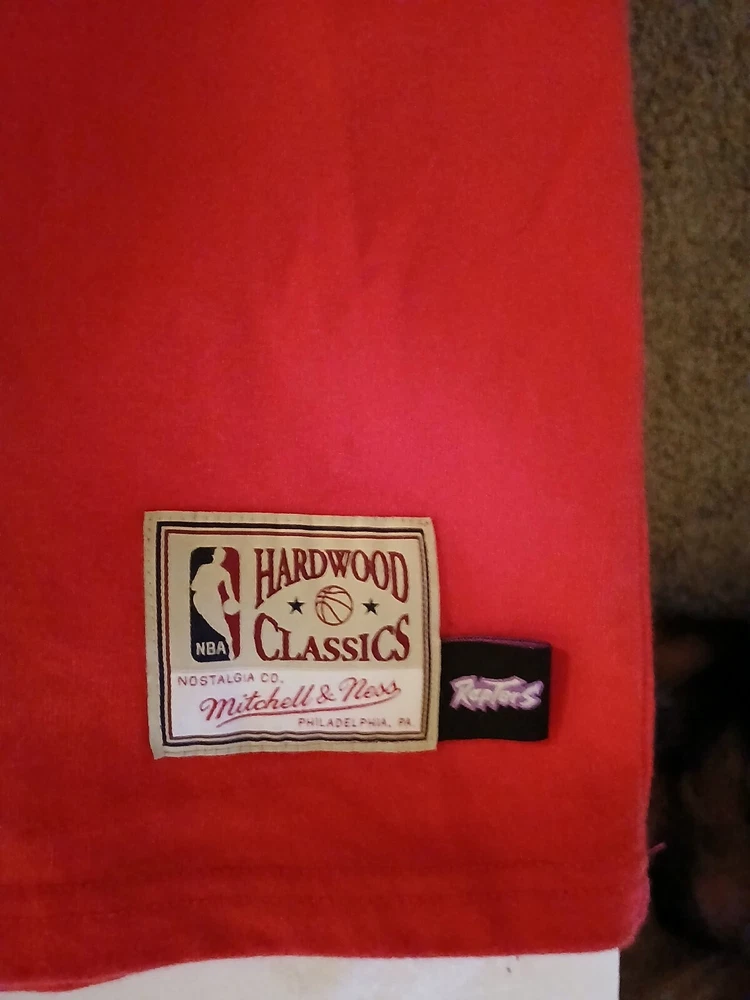 HARDWOOD
CLASSICS
NBA
NOSTALGIA CO.
Mitchell & Ness
PHILADELPHIA, PA
RAPTORS